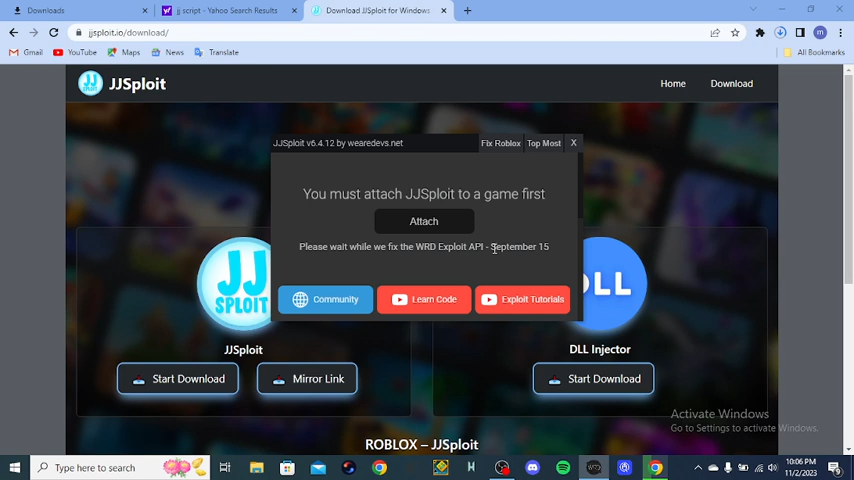 Downloads
jj script - Yahoo Search Results
Download JJSploit for Windows
jjsploit.io/download/
m
Gmail
YouTube
Maps
News
Translate
All Bookmarks
JJ SPLOIT
JJSploit
Home
Download
JJSploit v6.4.12 by wearedevs.net
Fix Roblox
Top Most
X
You must attach JJSploit to a game first
Attach
Please wait while we fix the WRD Exploit API - September 15
Community
Learn Code
Exploit Tutorials
JJ
SPLOIT
DLL
JJSploit
DLL Injector
Start Download
Mirror Link
Start Download
Activate Windows
Go to Settings to activate Windows.
ROBLOX – JJSploit
Type here to search
10:06 PM
11/2/2023